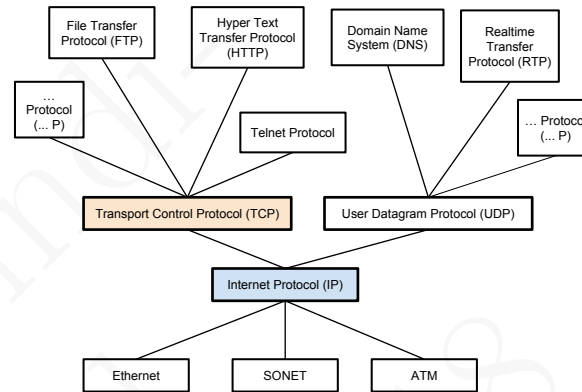 File Transfer
Protocol (FTP)
Hyper Text
Transfer Protocol
(HTTP)
Domain Name
System (DNS)
Realtime
Transfer
Protocol (RTP)
...
Protocol
(... P)
Telnet Protocol
... Protocol
(... P)
Transport Control Protocol (TCP)
User Datagram Protocol (UDP)
Internet Protocol (IP)
Ethernet
SONET
ATM